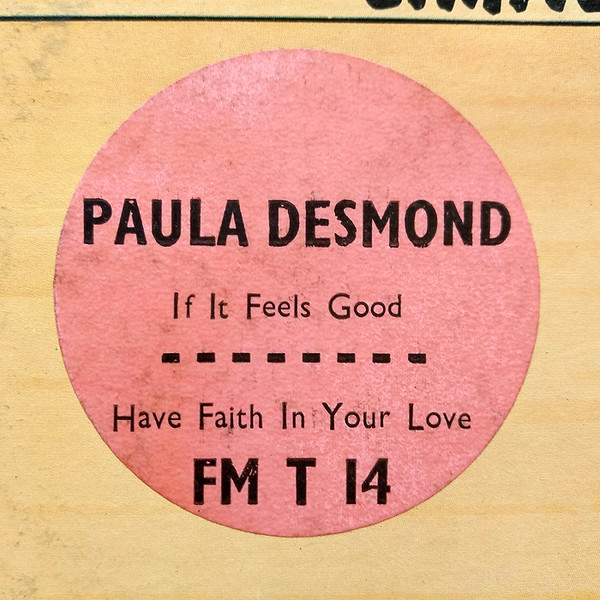 PAULA DESMOND
If It Feels Good
Have Faith In Your Love
FM T 14